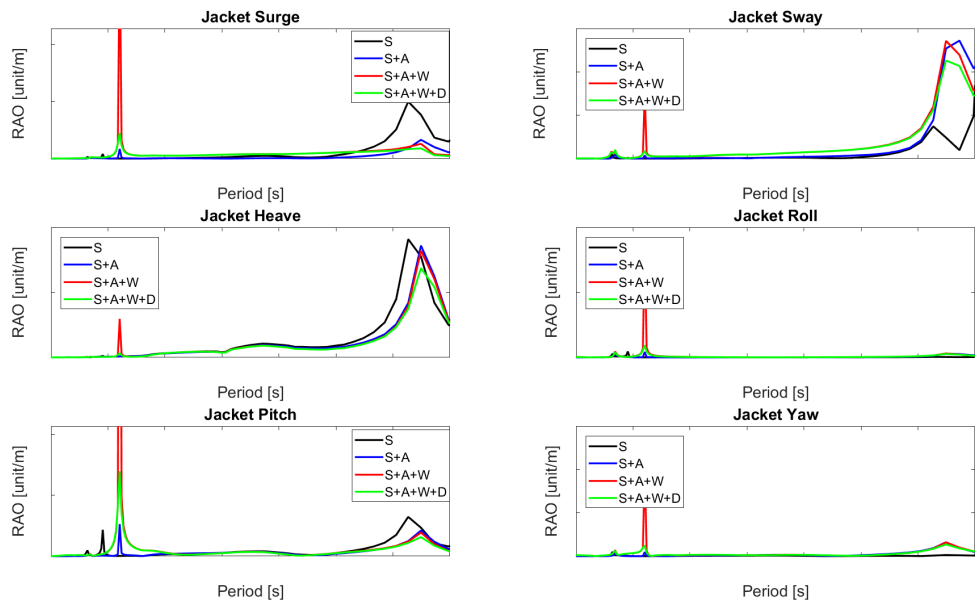 Jacket Surge
RAO [unit/m]
S
S+A
S+A+W
S+A+W+D
Period [s]
Jacket Sway
RAO [unit/m]
S
S+A
S+A+W
S+A+W+D
Period [s]
Jacket Heave
RAO [unit/m]
S
S+A
S+A+W
S+A+W+D
Period [s]
Jacket Roll
RAO [unit/m]
S
S+A
S+A+W
S+A+W+D
Period [s]
Jacket Pitch
RAO [unit/m]
S
S+A
S+A+W
S+A+W+D
Period [s]
Jacket Yaw
RAO [unit/m]
S
S+A
S+A+W
S+A+W+D
Period [s]